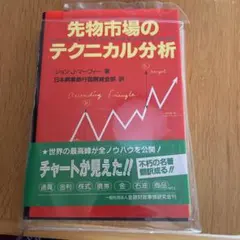 先物市場の
テクニカル分析
ジョン・J・マーフィー 著
日本興業銀行国際資金部 訳
Target
Ascending Triangle
★世界の最高峰が全ノウハウを公開!
チャートが見えた!!
不朽の名著
翻訳成る!!
通貨
金利
株式
債券
金
石油
商品